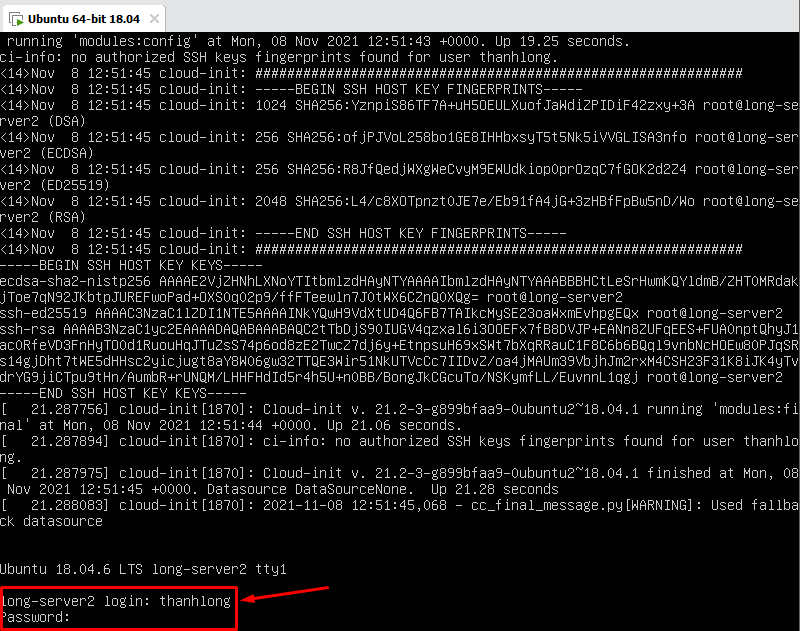 Ubuntu 64-bit 18.04
running 'modules:config' at Mon, 08 Nov 2021 12:51:43 +0000. Up 19.25 seconds.
ci-info: no authorized SSH keys fingerprints found for user thanhlong.
<14>Nov  8 12:51:45 cloud-init: #############################################################
<14>Nov  8 12:51:45 cloud-init: -----BEGIN SSH HOST KEY FINGERPRINTS-----
<14>Nov  8 12:51:45 cloud-init: 1024 SHA256:YznpiS86TF7A+uH5OEULXuofJaWdiZPIDiF42zxy+3A root@long-ser
ver2 (DSA)
<14>Nov  8 12:51:45 cloud-init: 256 SHA256:ofjPJVoL258bo1GE8IHHbxsyT5t5Nk5iVVGLISA3nfo root@long-ser
ver2 (ECDSA)
<14>Nov  8 12:51:45 cloud-init: 256 SHA256:R8JfQedjWXgWeCvyM9EWUdkiop0prOzqC7fGOK2d2Z4 root@long-ser
ver2 (ED25519)
<14>Nov  8 12:51:45 cloud-init: 2048 SHA256:L4/c8XOTpnzt0JE7e/Eb91fA4jG+3zHBfFpBw5nD/Wo root@long-se
rver2 (RSA)
<14>Nov  8 12:51:45 cloud-init: -----END SSH HOST KEY FINGERPRINTS-----
<14>Nov  8 12:51:45 cloud-init: #############################################################
-----BEGIN SSH HOST KEY KEYS-----
ecdsa-sha2-nistp256 AAAAE2VjZHNhLXNoYTItbmlzdHAyNTYAAAAIbmlzdHAyNTYAAABBBHCtLeSrHwmKQYldmB/ZHT0MRdak
jToe7qN92JKbtpJUREFwoPad+OXS0q02p9/ffFTeewln7J0tWX6CZnQ0XQg= root@long-server2
ssh-ed25519 AAAAC3NzaC1lZDI1NTE5AAAAINkYQwH9VdXtUD4Q6FB7TAIkcMySE23oaWxmEvhpgEQx root@long-server2
ssh-rsa AAAAB3NzaC1yc2EAAAADAQABAAABAQC2tTbDjS90IUGV4qzxal6i3OOEFx7fB8DVJP+EANn8ZUFqEES+FUA0nptQhyJ1
ac0RfeVD3FnHyTO0d1RuouHqJTuZsS74p6od8zE2TwcZ7dj6y+EtnpsuH69xSWt7bXqRRauC1F8C6b6BQql9vnbNcHOEw80PJqSR
s14gjDht7tWE5dHHsc2yicjugt8aY8W06gw32TTQE3Wir51NkUTVcCc7IIDvZ/oa4jMAUm39VbjhJm2rxM4CSH23F31K8iJK4yTv
drYG9jiCTpu9tHn/AumbR+rUNQM/LHHFHdId5r4h5U+nOBB/BongJkCGcuTo/NSKymfLL/EuvnnL1qgj root@long-server2
-----END SSH HOST KEY KEYS-----
[   21.287756] cloud-init[1870]: Cloud-init v. 21.2-3-g899bfaa9-0ubuntu2~18.04.1 running 'modules:fi
nal' at Mon, 08 Nov 2021 12:51:44 +0000. Up 21.06 seconds.
[   21.287894] cloud-init[1870]: ci-info: no authorized SSH keys fingerprints found for user thanhlo
ng.
[   21.287975] cloud-init[1870]: Cloud-init v. 21.2-3-g899bfaa9-0ubuntu2~18.04.1 finished at Mon, 08
 Nov 2021 12:51:45 +0000. Datasource DataSourceNone.  Up 21.28 seconds
[   21.288083] cloud-init[1870]: 2021-11-08 12:51:45,068 - cc_final_message.py[WARNING]: Used fallba
ck datasource
Ubuntu 18.04.6 LTS long-server2 tty1
long-server2 login: thanhlong
Password: